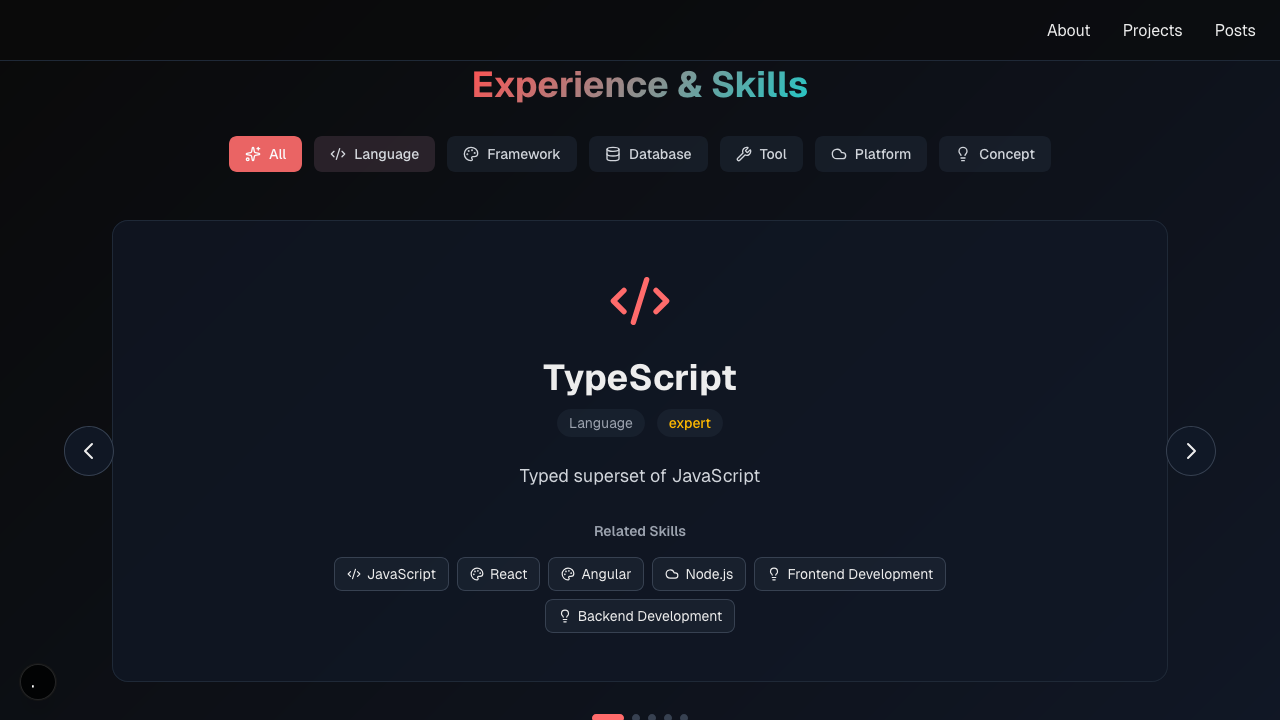 About Projects Posts
Experience & Skills
All Language Framework Database Tool Platform Concept
TypeScript
Language expert
Typed superset of JavaScript
Related Skills
JavaScript React Angular Node.js Frontend Development
Backend Development
.